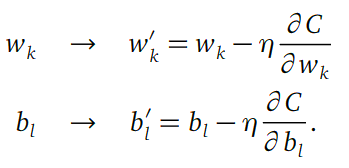 w_k → w'_k = w_k − η ∂C/∂w_k
b_l → b'_l = b_l − η ∂C/∂b_l.